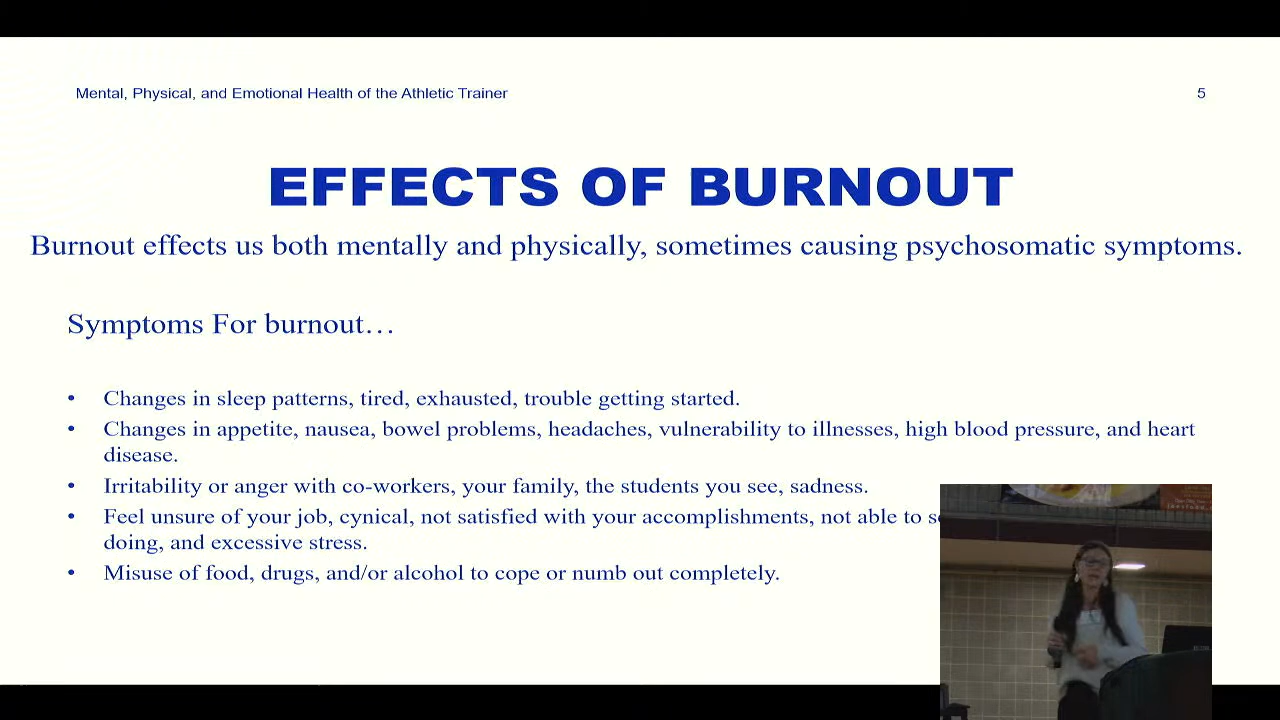 Mental, Physical, and Emotional Health of the Athletic Trainer 5
EFFECTS OF BURNOUT
Burnout effects us both mentally and physically, sometimes causing psychosomatic symptoms.
Symptoms For burnout…
• Changes in sleep patterns, tired, exhausted, trouble getting started.
• Changes in appetite, nausea, bowel problems, headaches, vulnerability to illnesses, high blood pressure, and heart
disease.
• Irritability or anger with co-workers, your family, the students you see, sadness.
• Feel unsure of your job, cynical, not satisfied with your accomplishments, not able to
doing, and excessive stress.
• Misuse of food, drugs, and/or alcohol to cope or numb out completely.